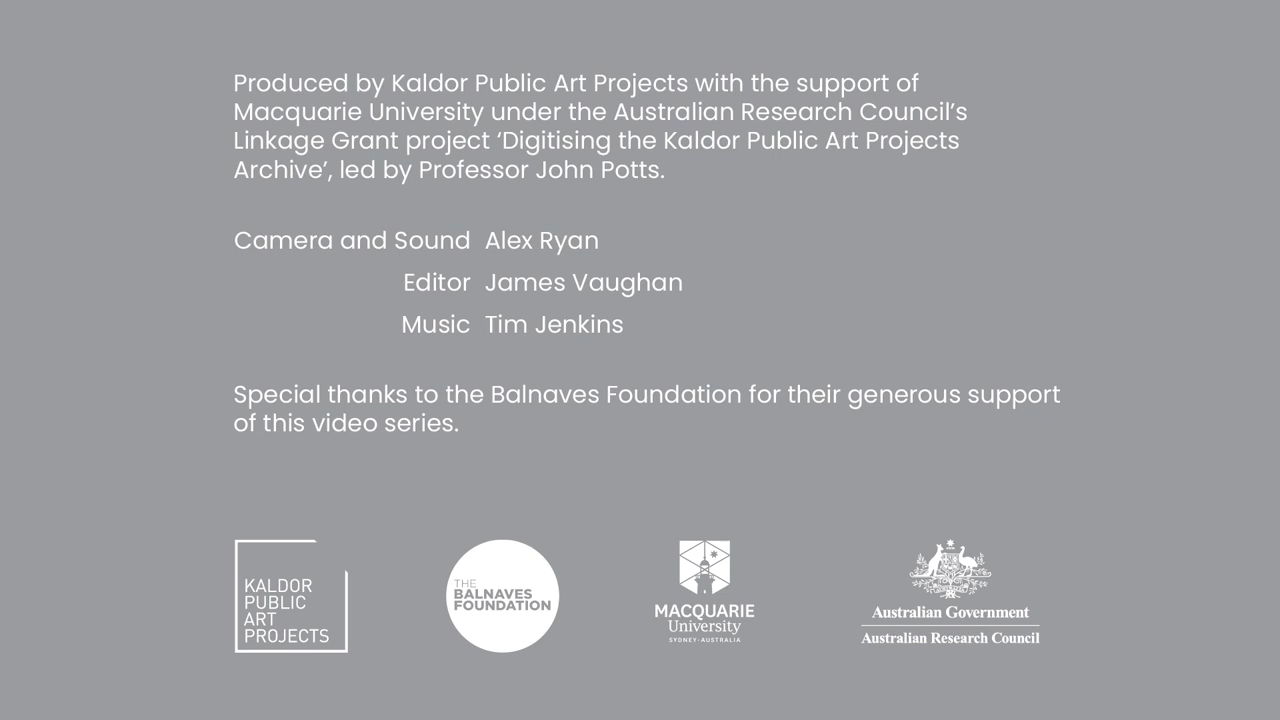 Produced by Kaldor Public Art Projects with the support of
Macquarie University under the Australian Research Council’s
Linkage Grant project ‘Digitising the Kaldor Public Art Projects
Archive’, led by Professor John Potts.
Camera and Sound Alex Ryan
Editor James Vaughan
Music Tim Jenkins
Special thanks to the Balnaves Foundation for their generous support
of this video series.
KALDOR
PUBLIC
ART
PROJECTS
THE
BALNAVES
FOUNDATION
MACQUARIE
University
SYDNEY·AUSTRALIA
Australian Government
Australian Research Council